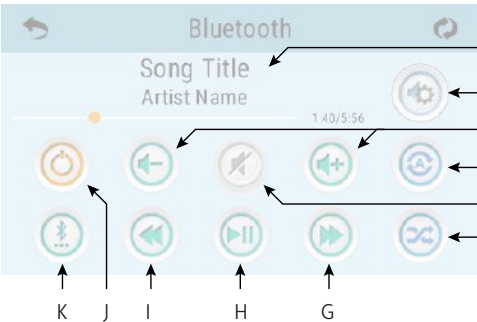 Bluetooth
Song Title
Artist Name
1:40/5:56
A
K J I H G